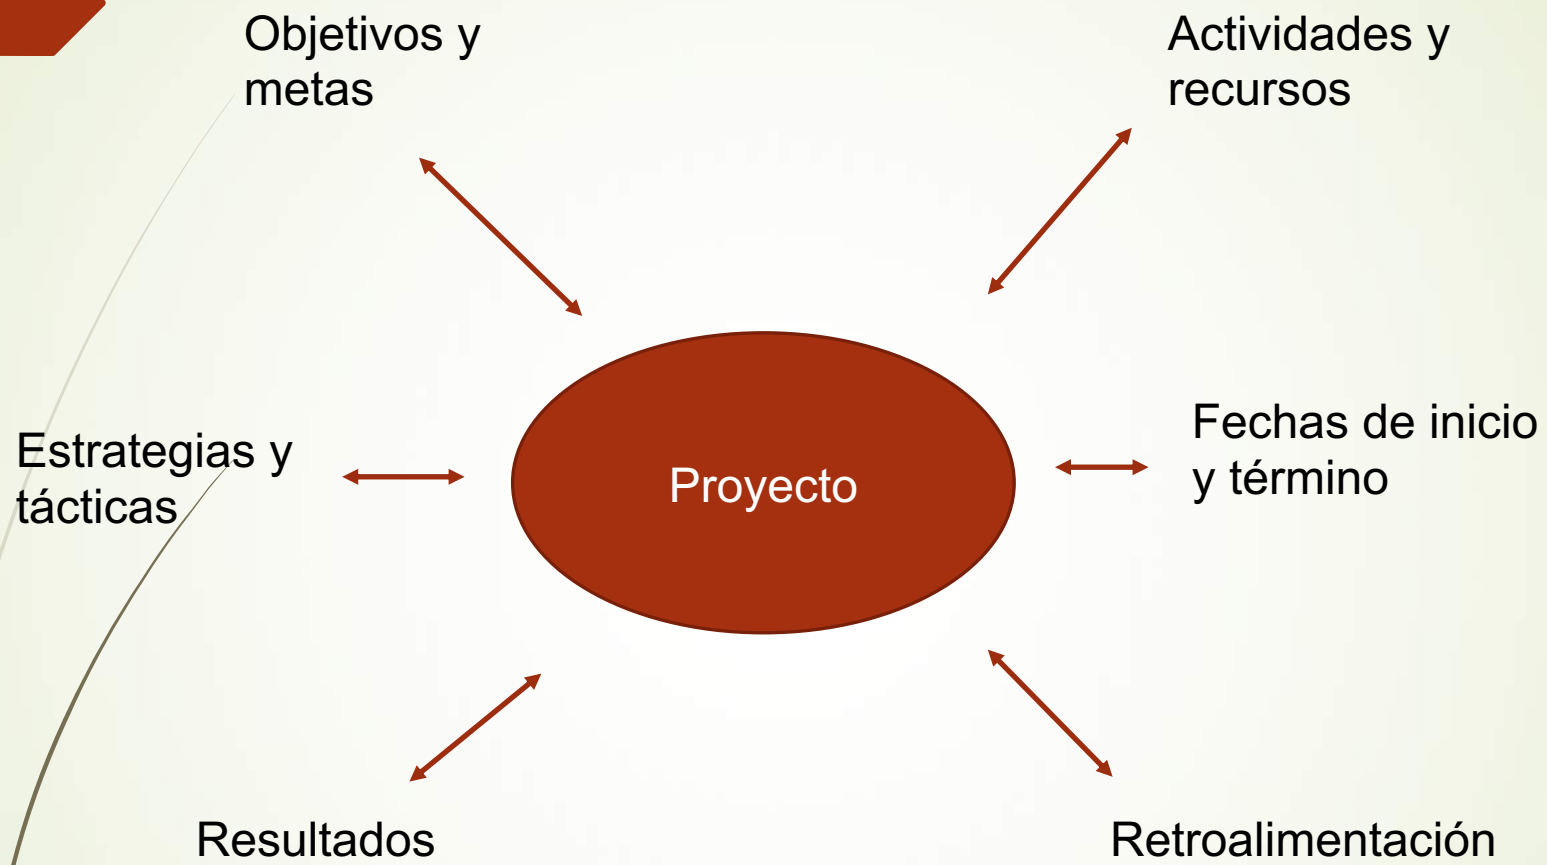 Objetivos y
metas
Actividades y
recursos
Estrategias y
tácticas
Proyecto
Fechas de inicio
y término
Resultados
Retroalimentación